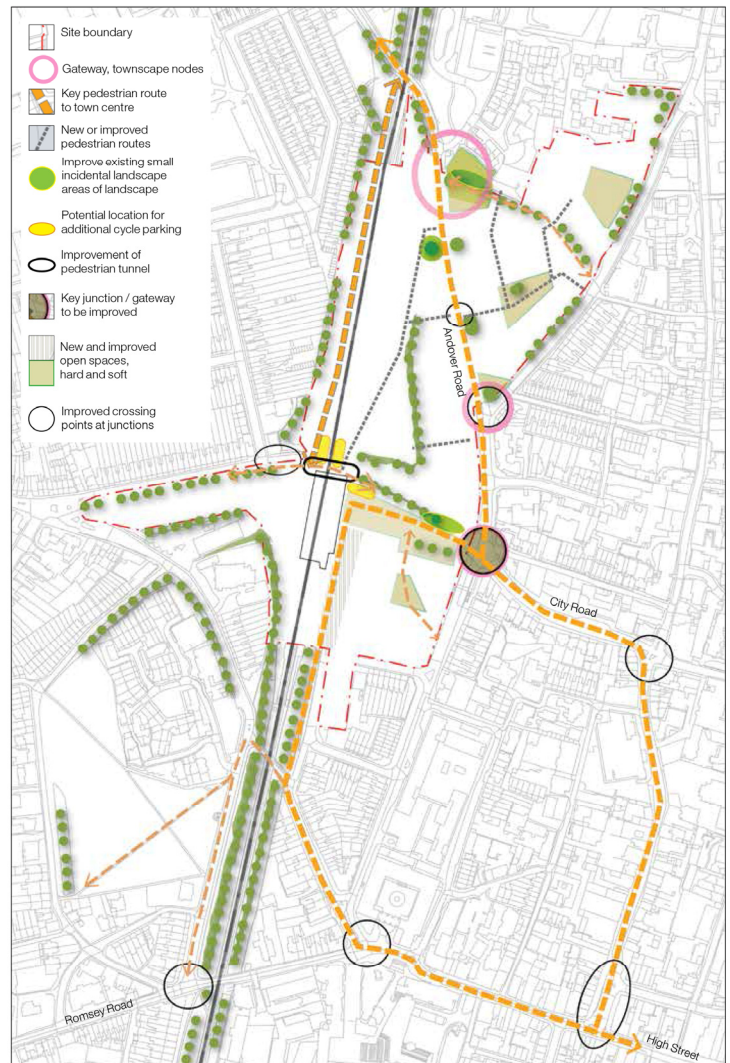 Site boundary
Gateway, townscape nodes
Key pedestrian route
to town centre
New or improved
pedestrian routes
Improve existing small
incidental landscape
areas of landscape
Potential location for
additional cycle parking
Improvement of
pedestrian tunnel
Key junction / gateway
to be improved
New and improved
open spaces,
hard and soft
Improved crossing
points at junctions
Andover Road
City Road
Romsey Road
High Street